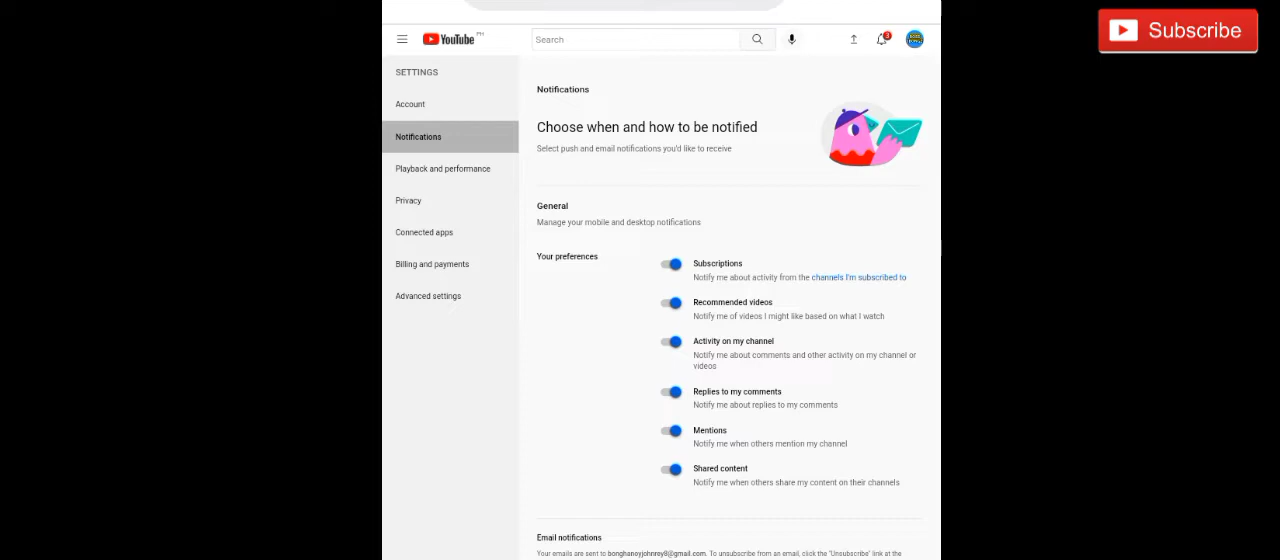 Subscribe
YouTube
PH
Search
3
SETTINGS
Account
Notifications
Playback and performance
Privacy
Connected apps
Billing and payments
Advanced settings
Notifications
Choose when and how to be notified
Select push and email notifications you'd like to receive
General
Manage your mobile and desktop notifications
Your preferences
Subscriptions
Notify me about activity from the channels I'm subscribed to
Recommended videos
Notify me of videos I might like based on what I watch
Activity on my channel
Notify me about comments and other activity on my channel or
videos
Replies to my comments
Notify me about replies to my comments
Mentions
Notify me when others mention my channel
Shared content
Notify me when others share my content on their channels
Email notifications
Your emails are sent to bonghanoyjohnrey8@gmail.com. To unsubscribe from an email, click the "Unsubscribe" link at the